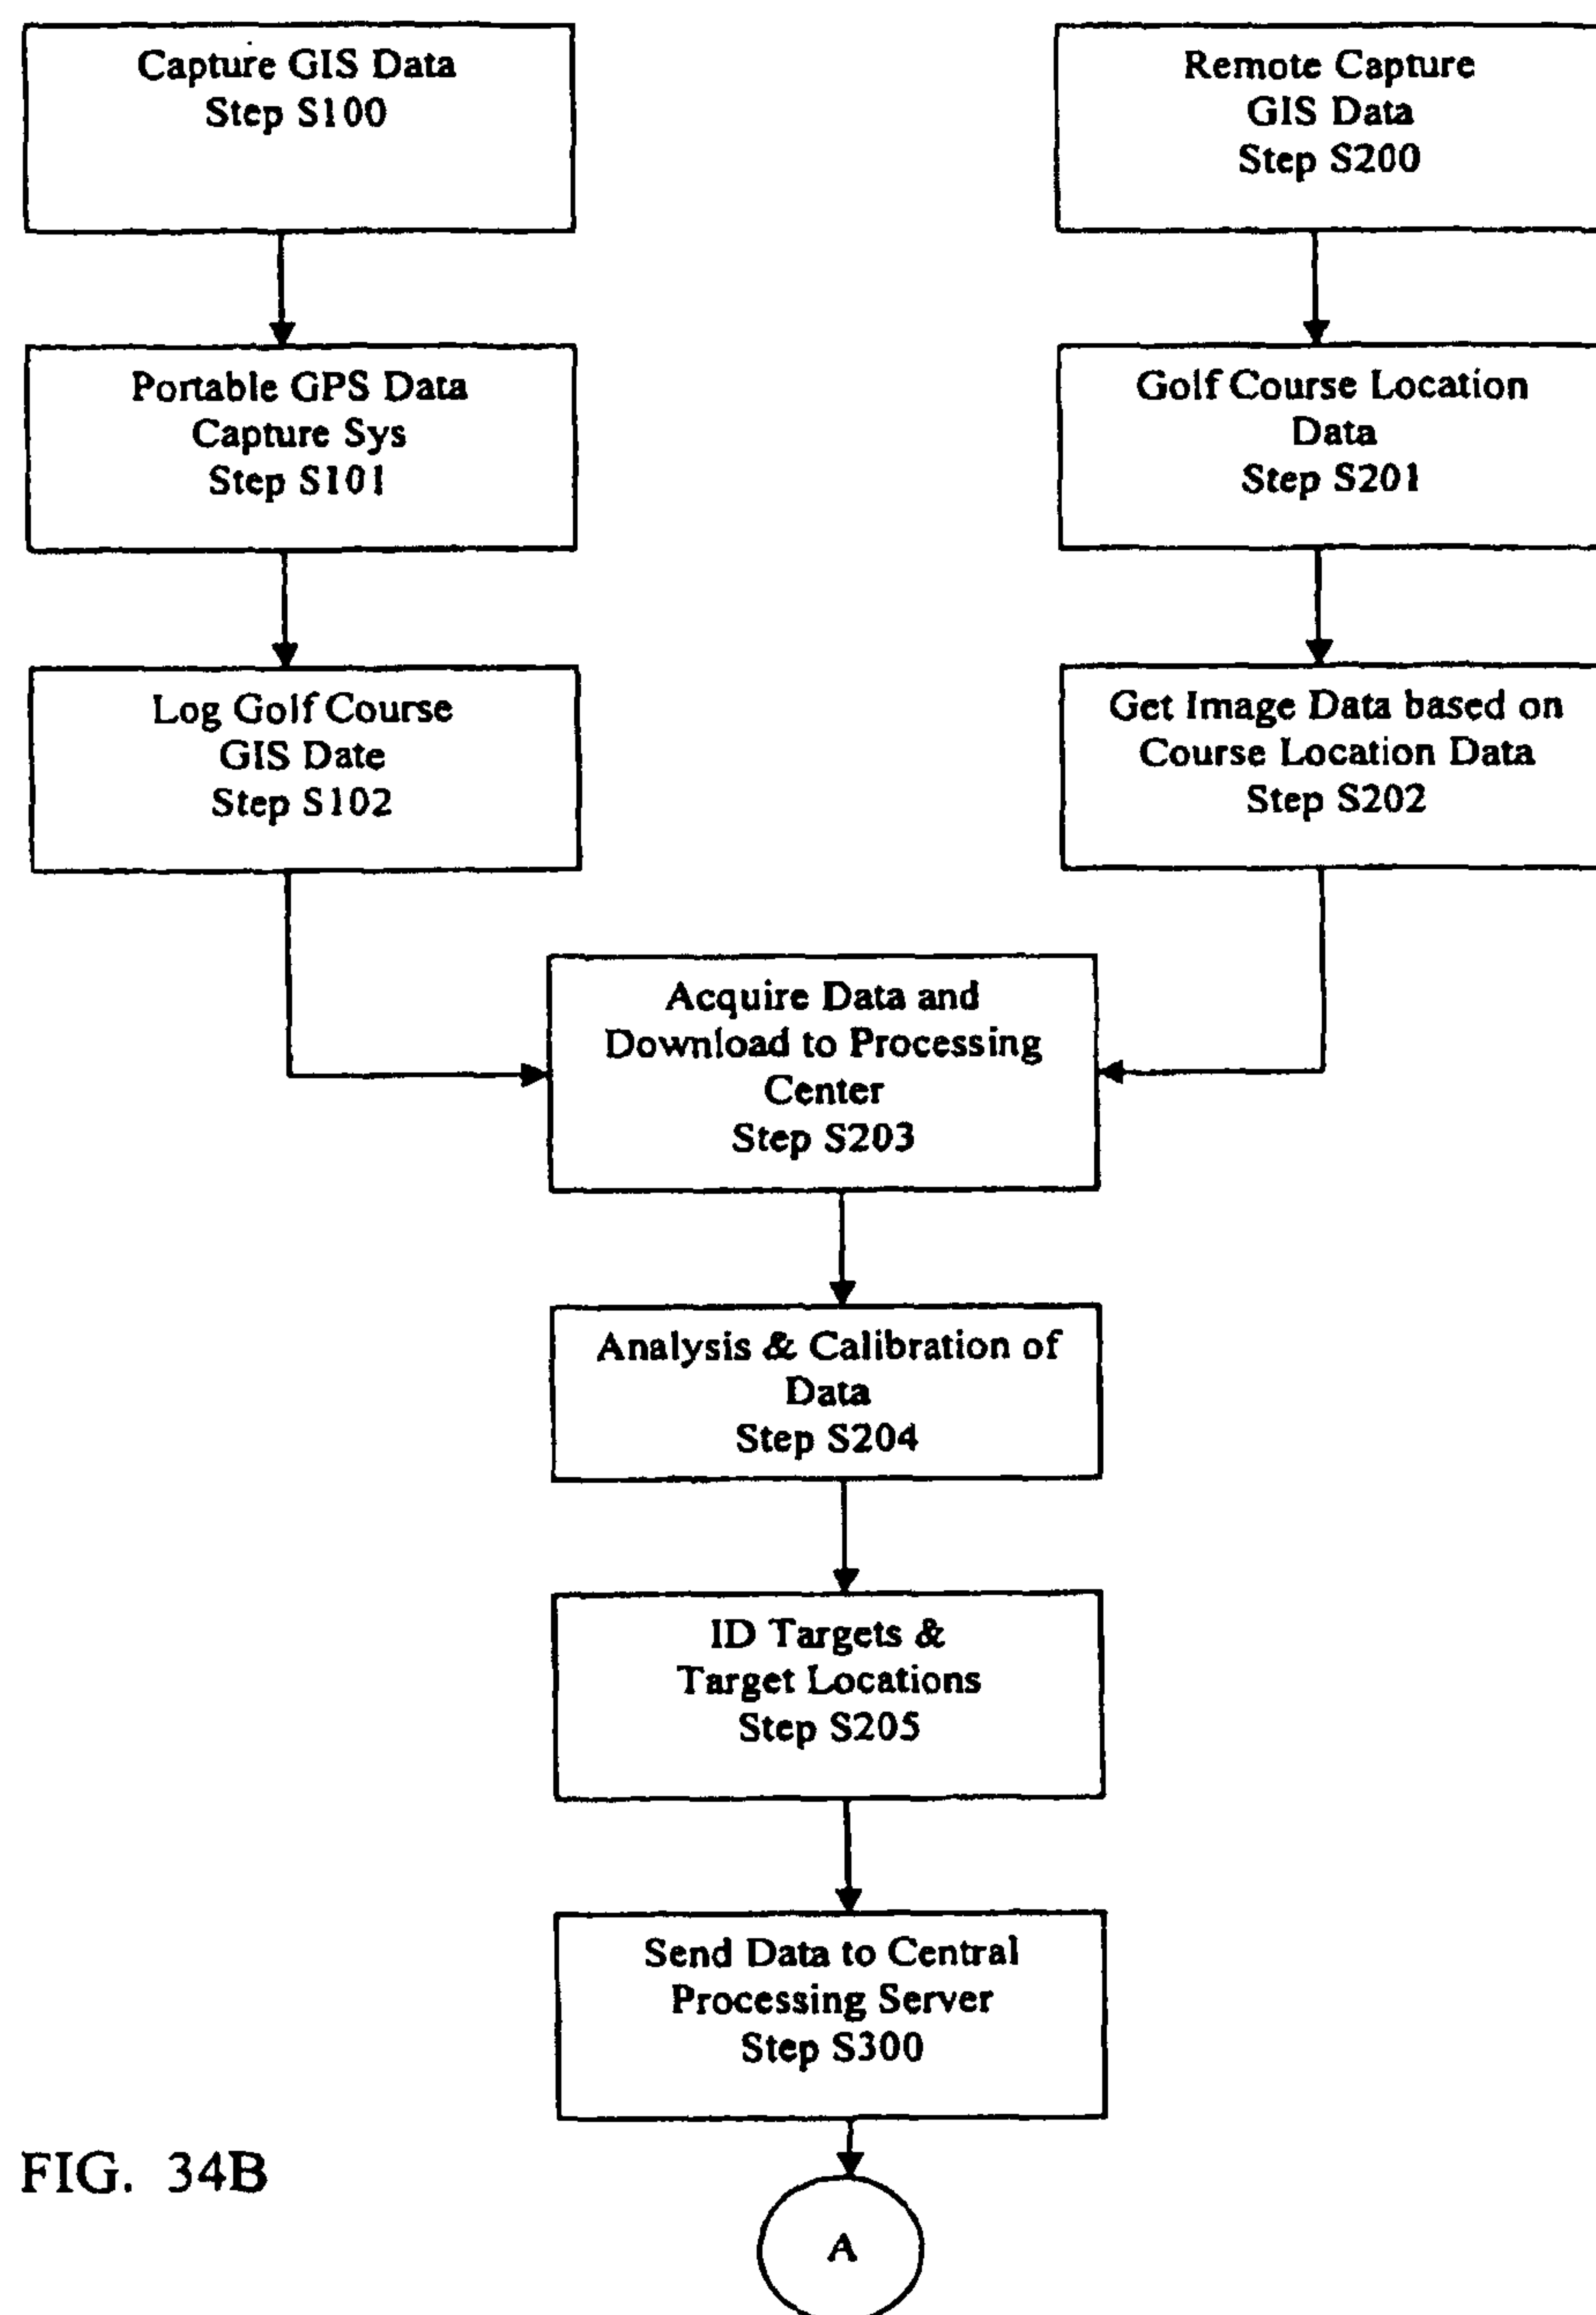 Capture GIS Data
Step S100
Remote Capture
GIS Data
Step S200
Portable GPS Data
Capture Sys
Step S101
Golf Course Location
Data
Step S201
Log Golf Course
GIS Date
Step S102
Get Image Data based on
Course Location Data
Step S202
Acquire Data and
Download to Processing
Center
Step S203
Analysis & Calibration of
Data
Step S204
ID Targets &
Target Locations
Step S205
Send Data to Central
Processing Server
Step S300
FIG. 34B
A